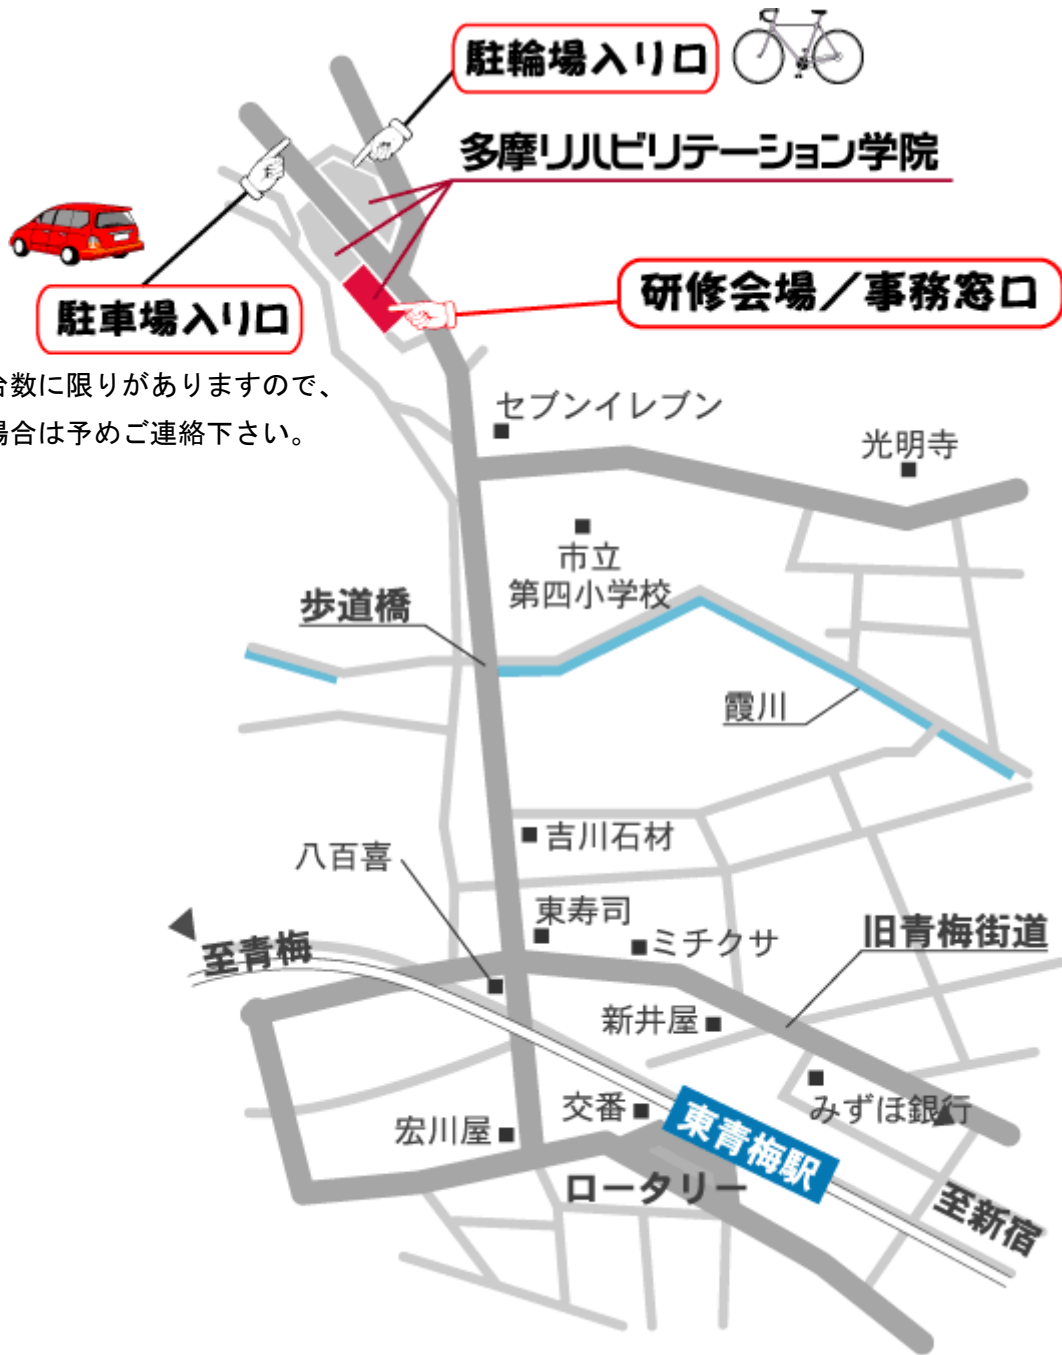 駐輪場入り口
多摩リハビリテーション学院
研修会場／事務窓口
駐車場入り口
台数に限りがありますので、
場合は予めご連絡下さい。
セブンイレブン
光明寺
市立
第四小学校
歩道橋
霞川
吉川石材
八百喜
東寿司
ミチクサ
旧青梅街道
至青梅
新井屋
みずほ銀行
交番
宏川屋
東青梅駅
ロータリー
至新宿